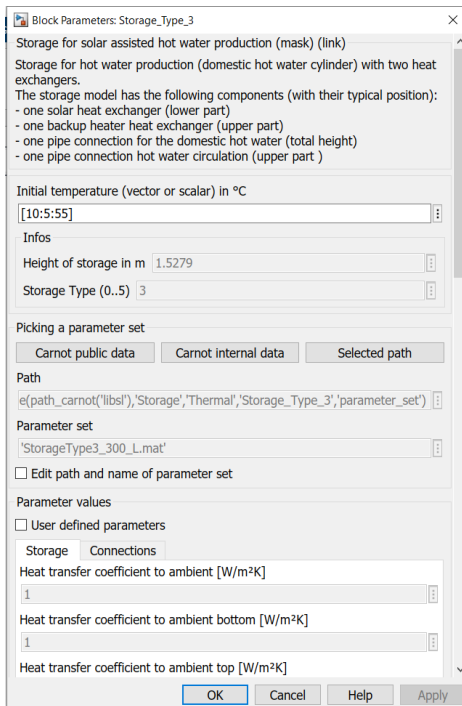 Block Parameters: Storage_Type_3
Storage for solar assisted hot water production (mask) (link)
Storage for hot water production (domestic hot water cylinder) with two heat
exchangers.
The storage model has the following components (with their typical position):
- one solar heat exchanger (lower part)
- one backup heater heat exchanger (upper part)
- one pipe connection for the domestic hot water (total height)
- one pipe connection hot water circulation (upper part )
Initial temperature (vector or scalar) in °C
[10:5:55]
Infos
Height of storage in m 1.5279
Storage Type (0..5) 3
Picking a parameter set
Carnot public data Carnot internal data Selected path
Path
e(path_carnot('libsl'),'Storage','Thermal','Storage_Type_3','parameter_set')
Parameter set
'StorageType3_300_L.mat'
Edit path and name of parameter set
Parameter values
User defined parameters
Storage Connections
Heat transfer coefficient to ambient [W/m²K]
1
Heat transfer coefficient to ambient bottom [W/m²K]
1
Heat transfer coefficient to ambient top [W/m²K]
OK Cancel Help Apply